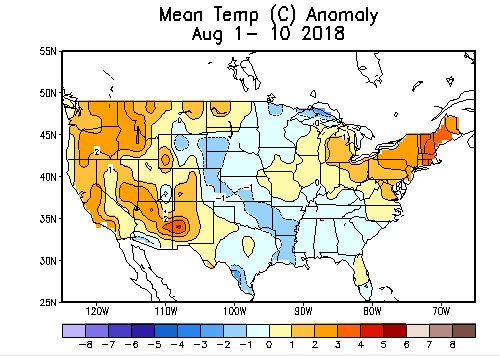 Mean Temp (C) Anomaly
Aug 1- 10 2018
55N
50N
45N
40N
35N
30N
25N
120W 110W 100W 90W 80W 70W
-8 -7 -6 -5 -4 -3 -2 -1 0 1 2 3 4 5 6 7 8